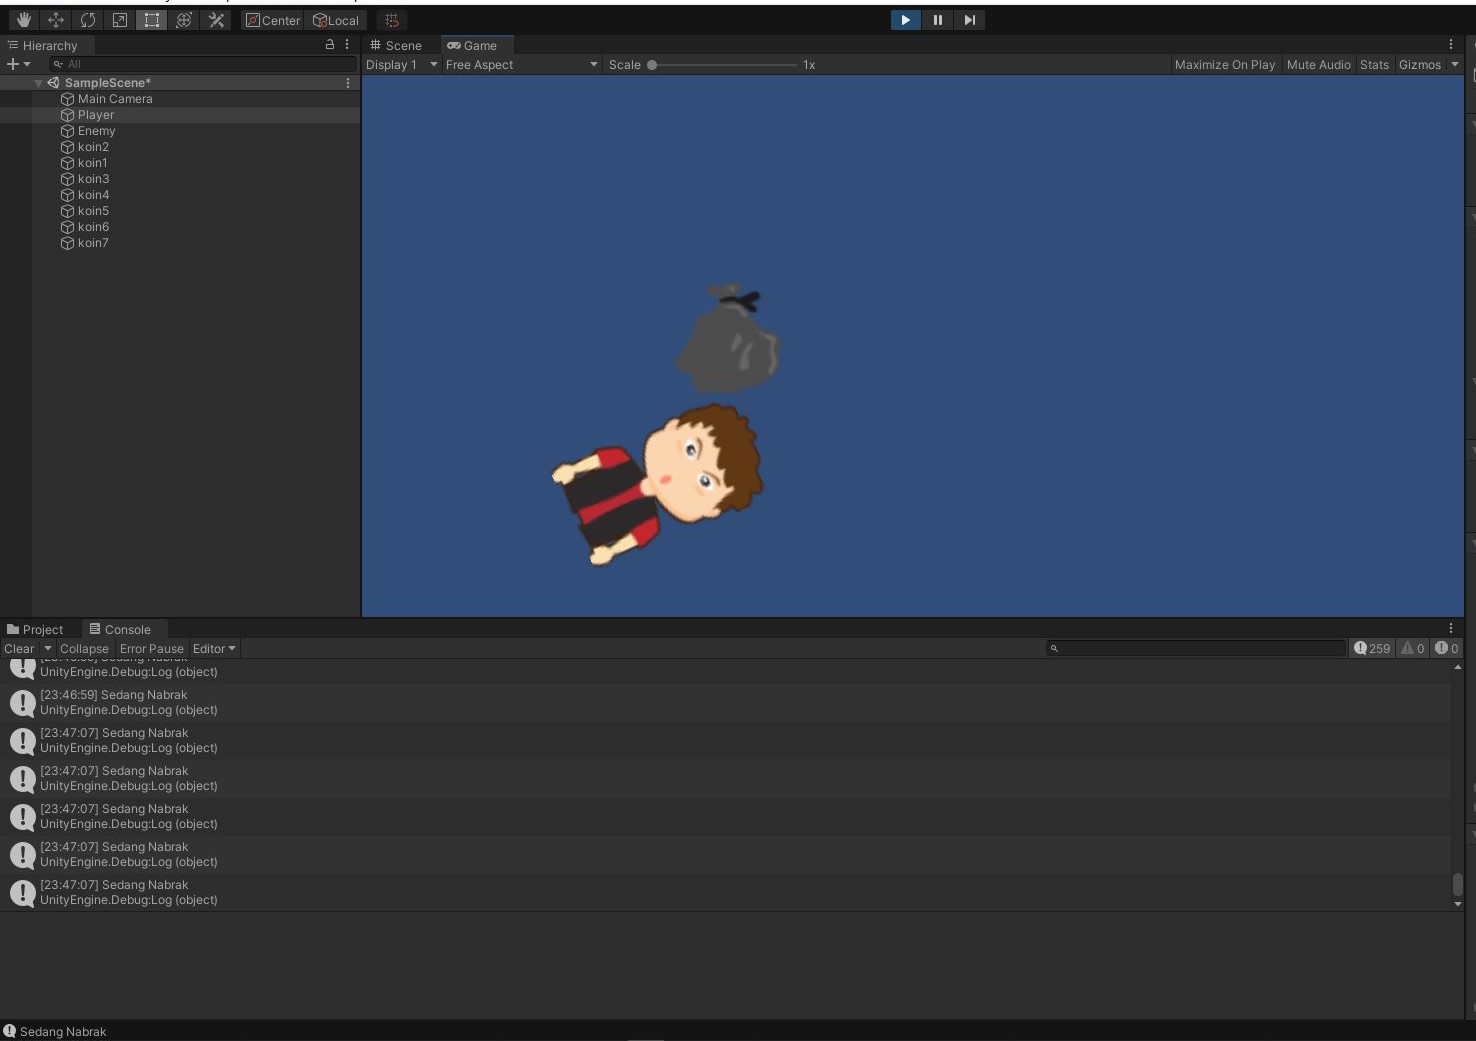 Center Local
Hierarchy
All
SampleScene*
Main Camera
Player
Enemy
koin2
koin1
koin3
koin4
koin5
koin6
koin7
Scene Game
Display 1 Free Aspect Scale 1x Maximize On Play Mute Audio Stats Gizmos
Project Console
Clear Collapse Error Pause Editor 259 0 0
Sedang Nabrak
UnityEngine.Debug:Log (object)
[23:46:59] Sedang Nabrak
UnityEngine.Debug:Log (object)
[23:47:07] Sedang Nabrak
UnityEngine.Debug:Log (object)
[23:47:07] Sedang Nabrak
UnityEngine.Debug:Log (object)
[23:47:07] Sedang Nabrak
UnityEngine.Debug:Log (object)
[23:47:07] Sedang Nabrak
UnityEngine.Debug:Log (object)
[23:47:07] Sedang Nabrak
UnityEngine.Debug:Log (object)
Sedang Nabrak